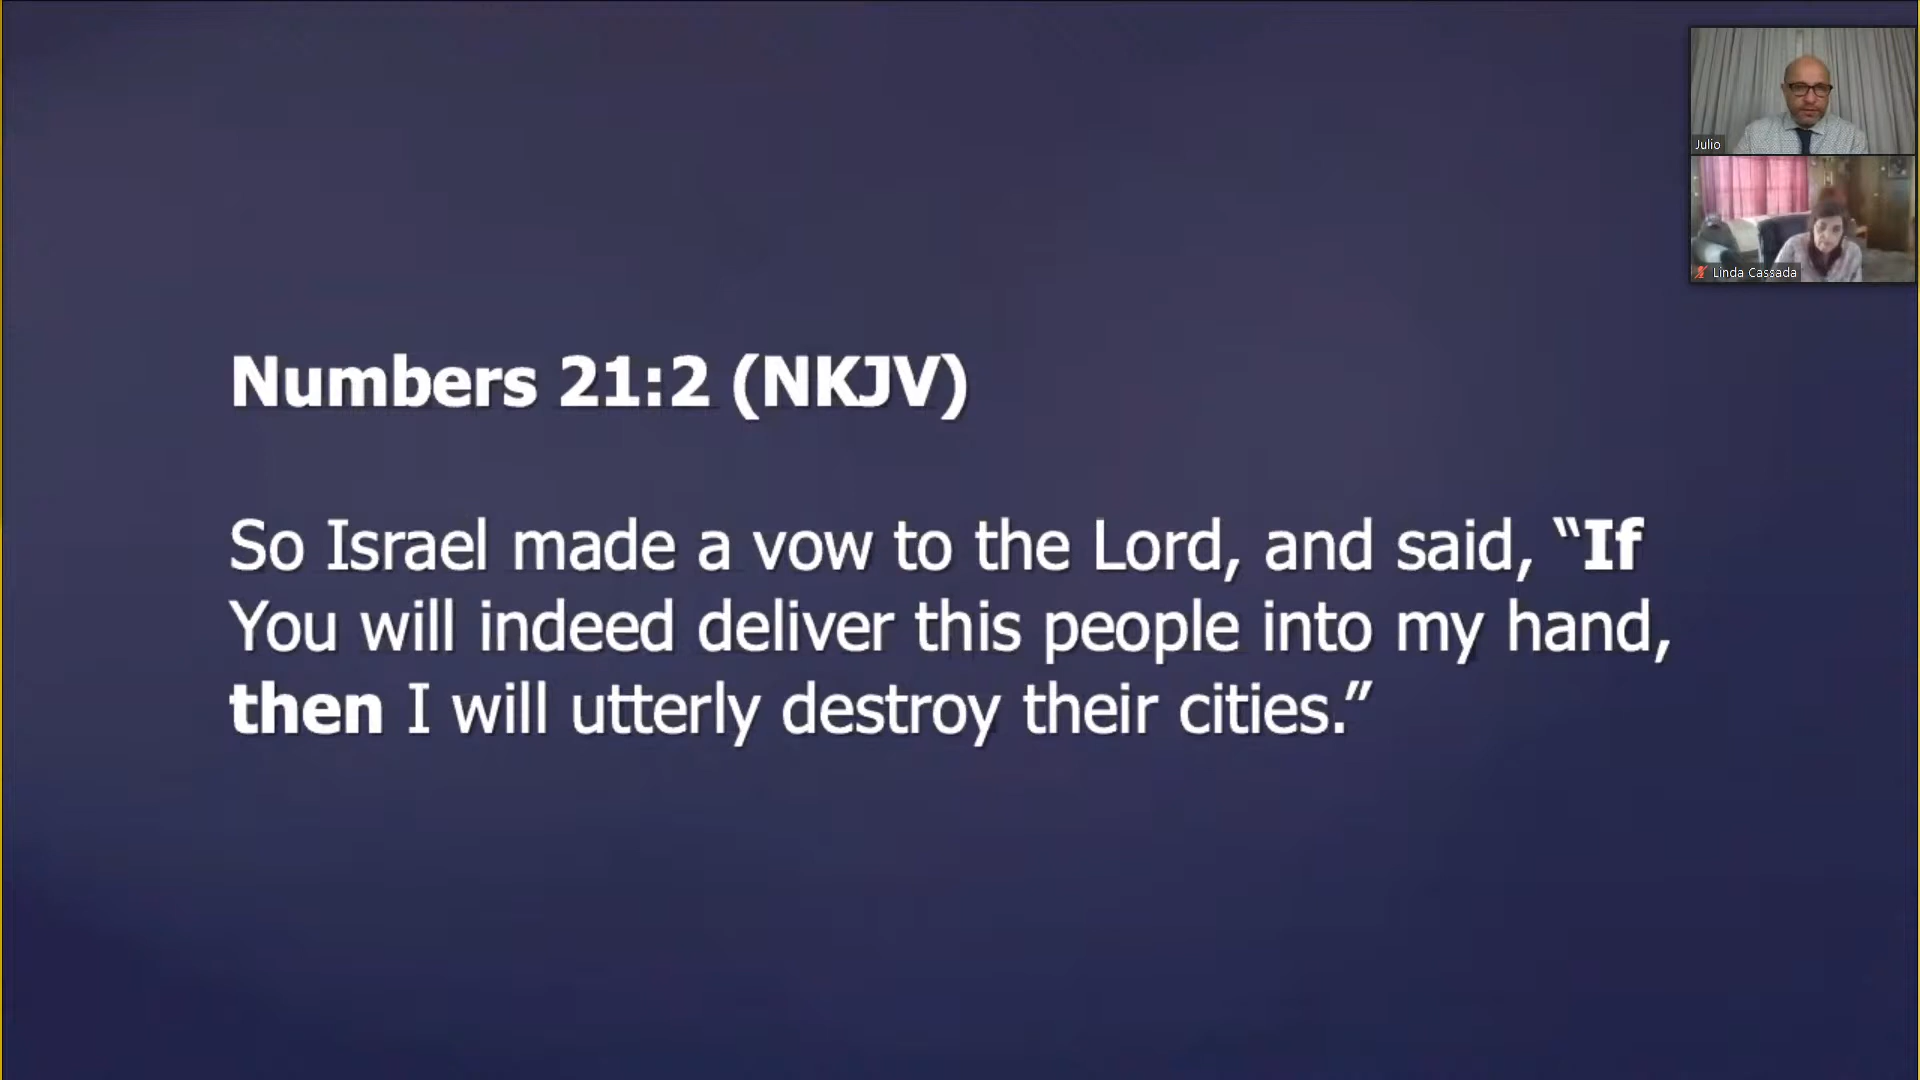 Julio
Linda Cassada
Numbers 21:2 (NKJV)
So Israel made a vow to the Lord, and said, “If
You will indeed deliver this people into my hand,
then I will utterly destroy their cities.”